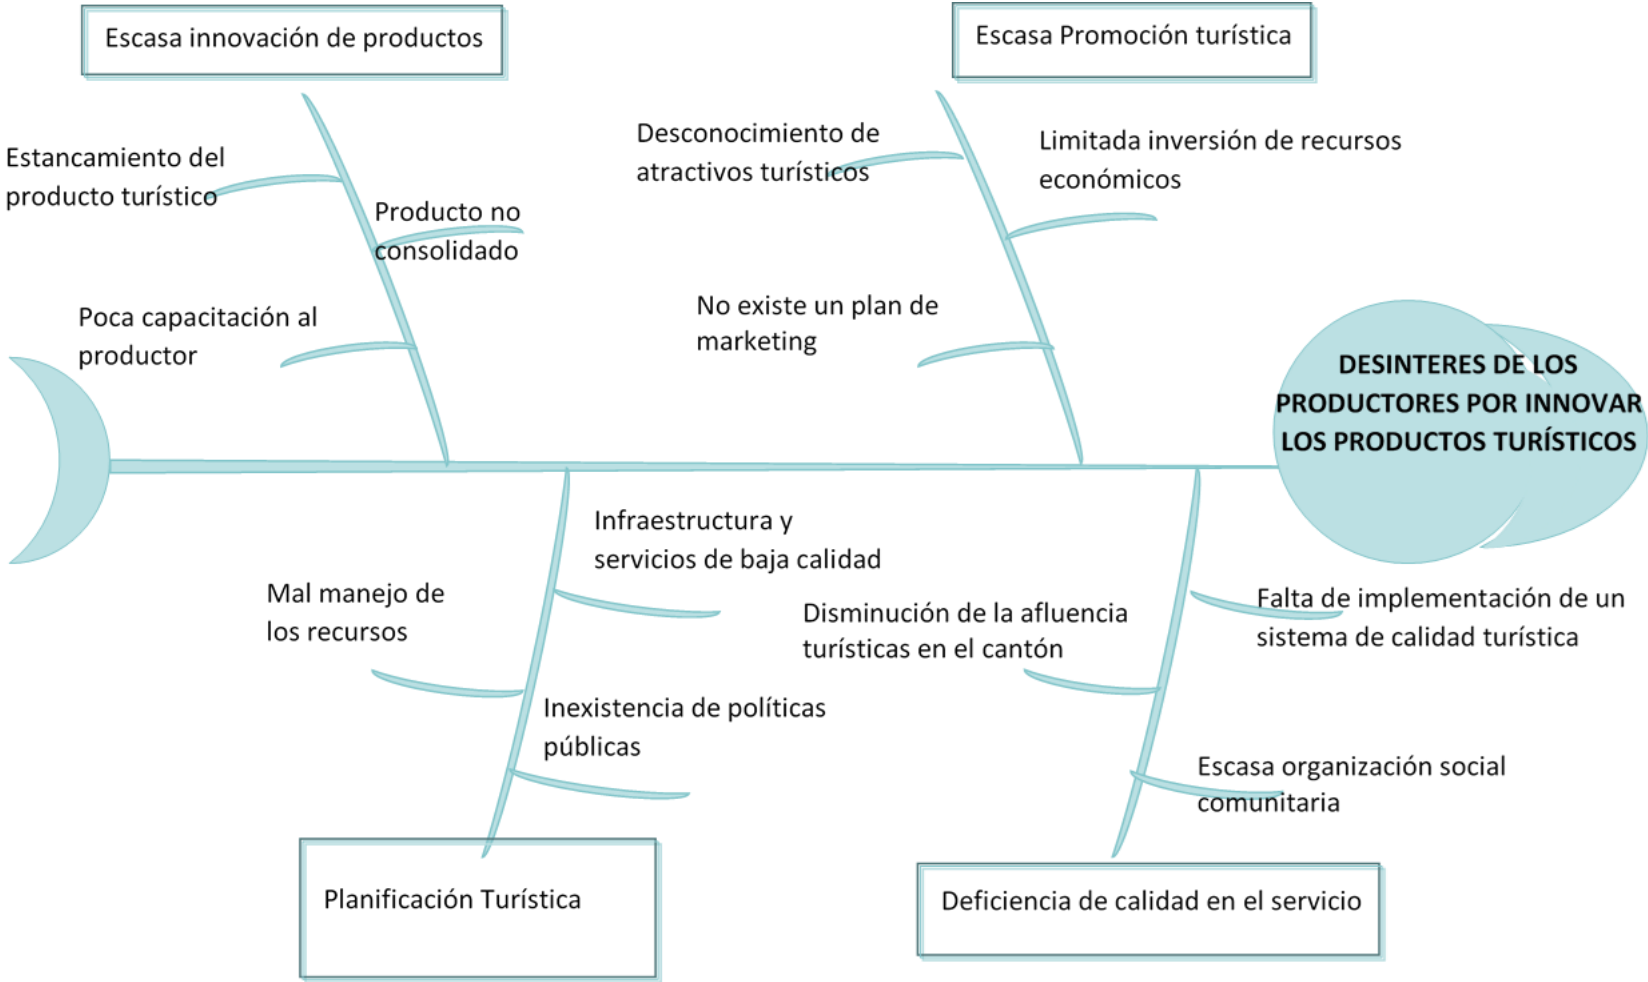 Escasa innovación de productos
Escasa Promoción turística
Estancamiento del
producto turístico
Producto no
consolidado
Poca capacitación al
productor
Desconocimiento de
atractivos turísticos
Limitada inversión de recursos
económicos
No existe un plan de
marketing
DESINTERES DE LOS
PRODUCTORES POR INNOVAR
LOS PRODUCTOS TURÍSTICOS
Infraestructura y
servicios de baja calidad
Mal manejo de
los recursos
Inexistencia de políticas
públicas
Disminución de la afluencia
turísticas en el cantón
Falta de implementación de un
sistema de calidad turística
Escasa organización social
comunitaria
Planificación Turística
Deficiencia de calidad en el servicio